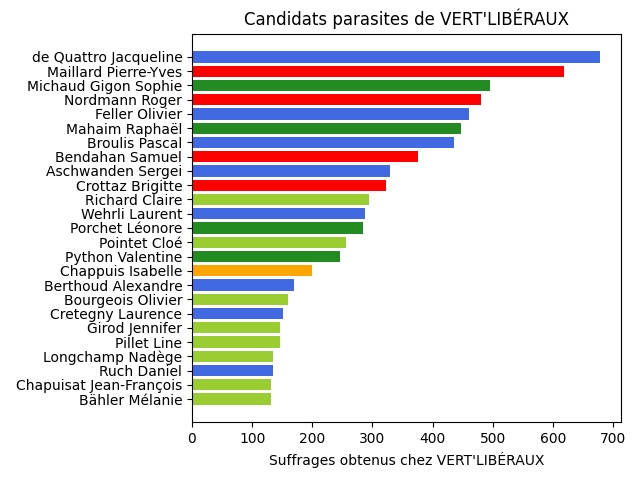 Candidats parasites de VERT'LIBÉRAUX
de Quattro Jacqueline
Maillard Pierre-Yves
Michaud Gigon Sophie
Nordmann Roger
Feller Olivier
Mahaim Raphaël
Broulis Pascal
Bendahan Samuel
Aschwanden Sergei
Crottaz Brigitte
Richard Claire
Wehrli Laurent
Porchet Léonore
Pointet Cloé
Python Valentine
Chappuis Isabelle
Berthoud Alexandre
Bourgeois Olivier
Cretegny Laurence
Girod Jennifer
Pillet Line
Longchamp Nadège
Ruch Daniel
Chapuisat Jean-François
Bähler Mélanie
0 100 200 300 400 500 600 700
Suffrages obtenus chez VERT'LIBÉRAUX